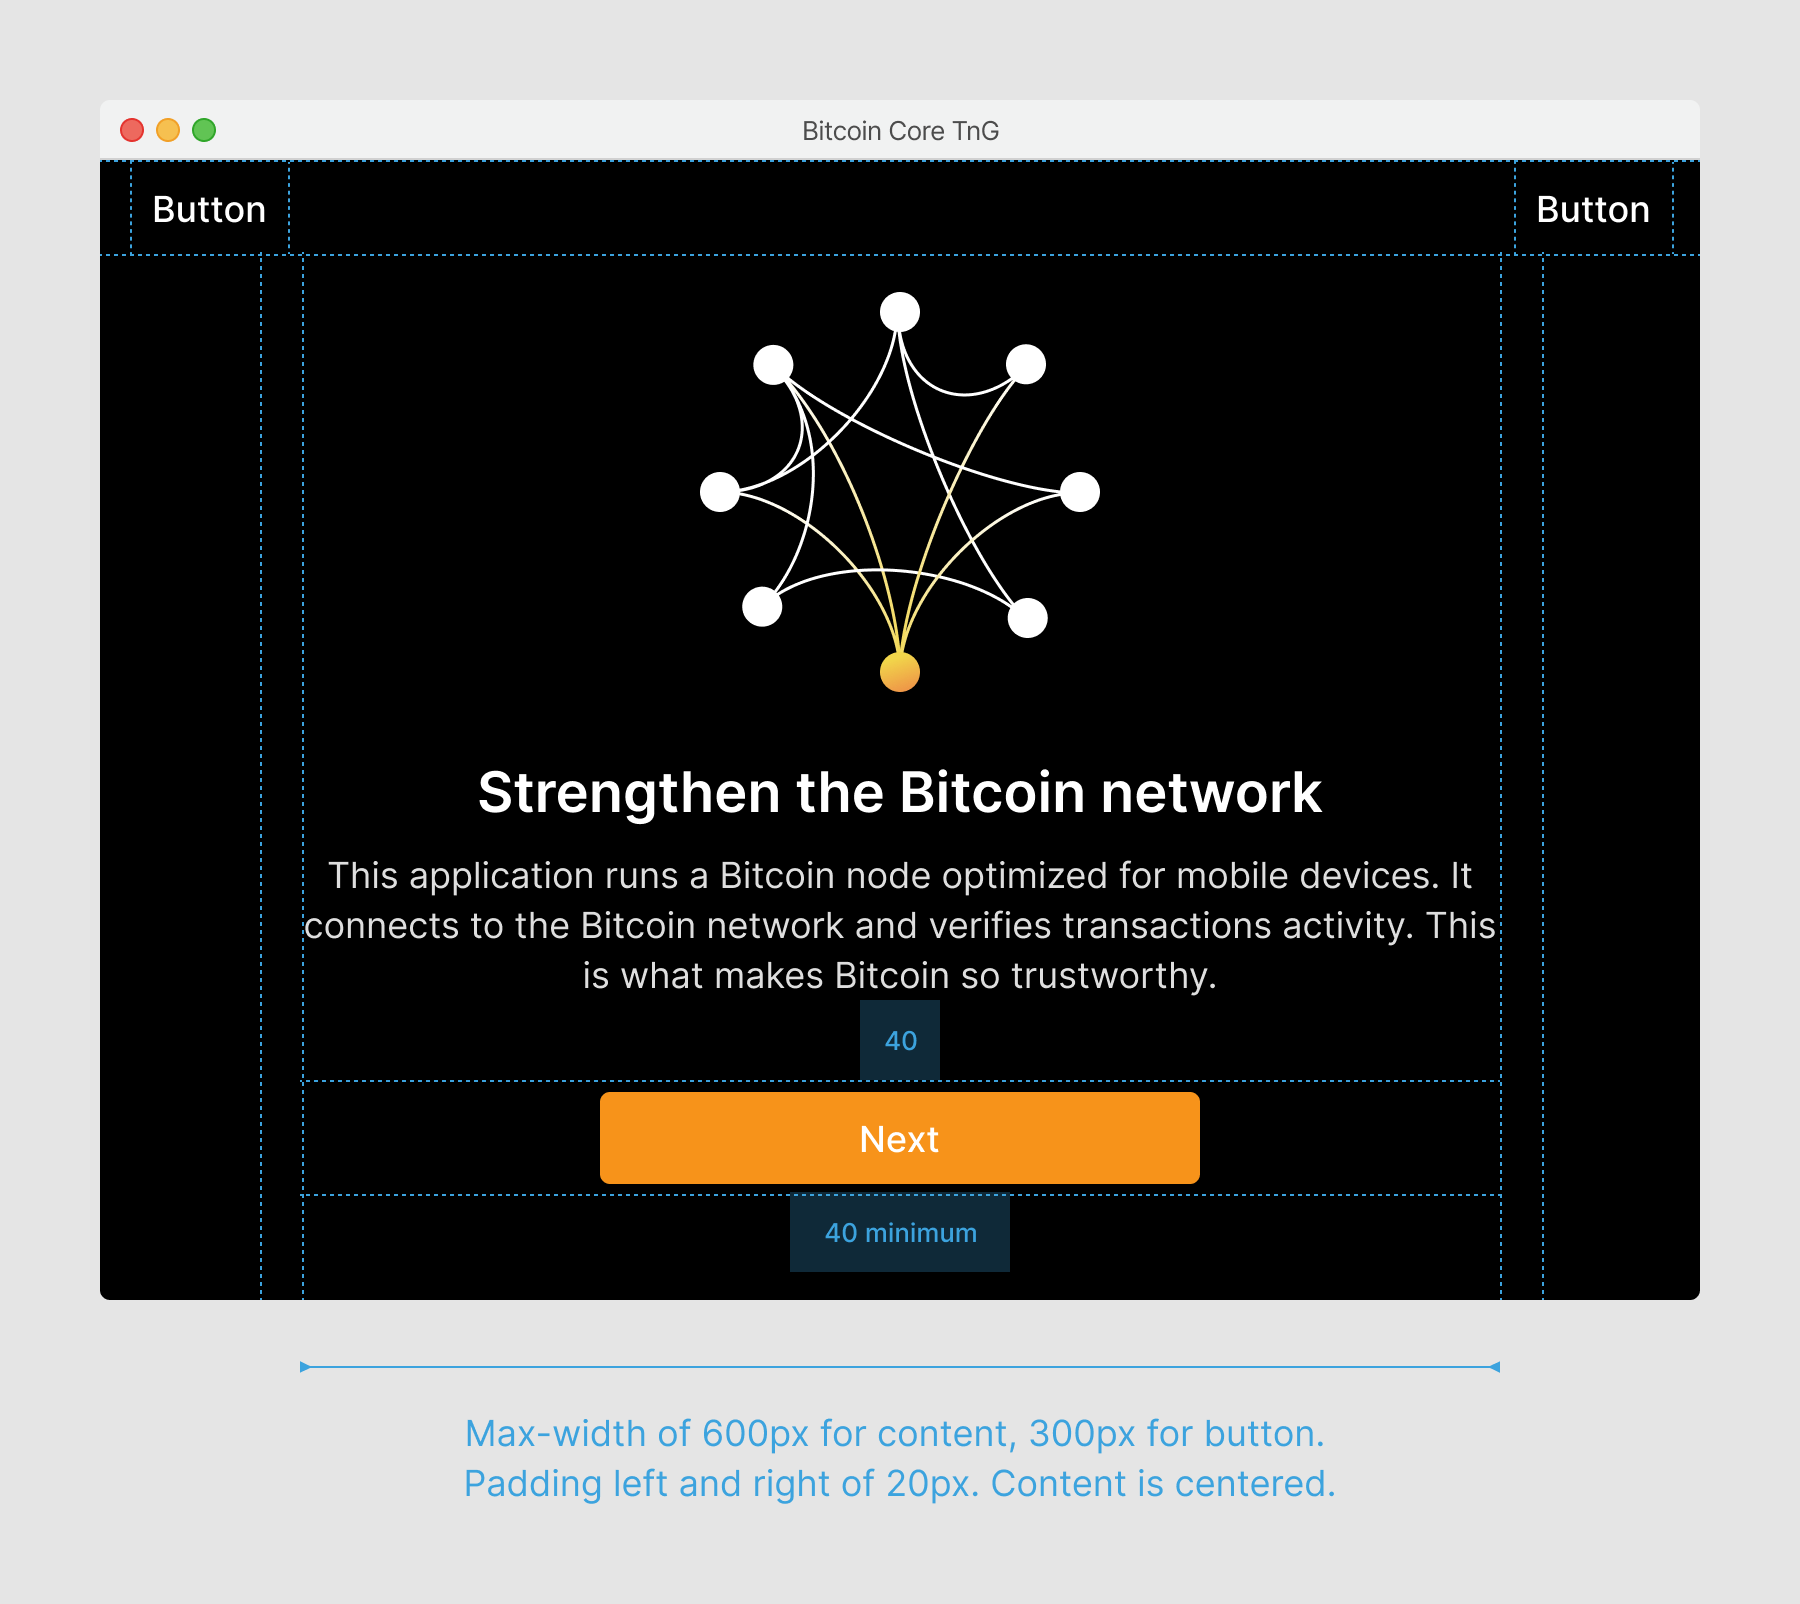 Bitcoin Core TnG
Button
Button
Strengthen the Bitcoin network
This application runs a Bitcoin node optimized for mobile devices. It
connects to the Bitcoin network and verifies transactions activity. This
is what makes Bitcoin so trustworthy.
40
Next
40 minimum
Max-width of 600px for content, 300px for button.
Padding left and right of 20px. Content is centered.